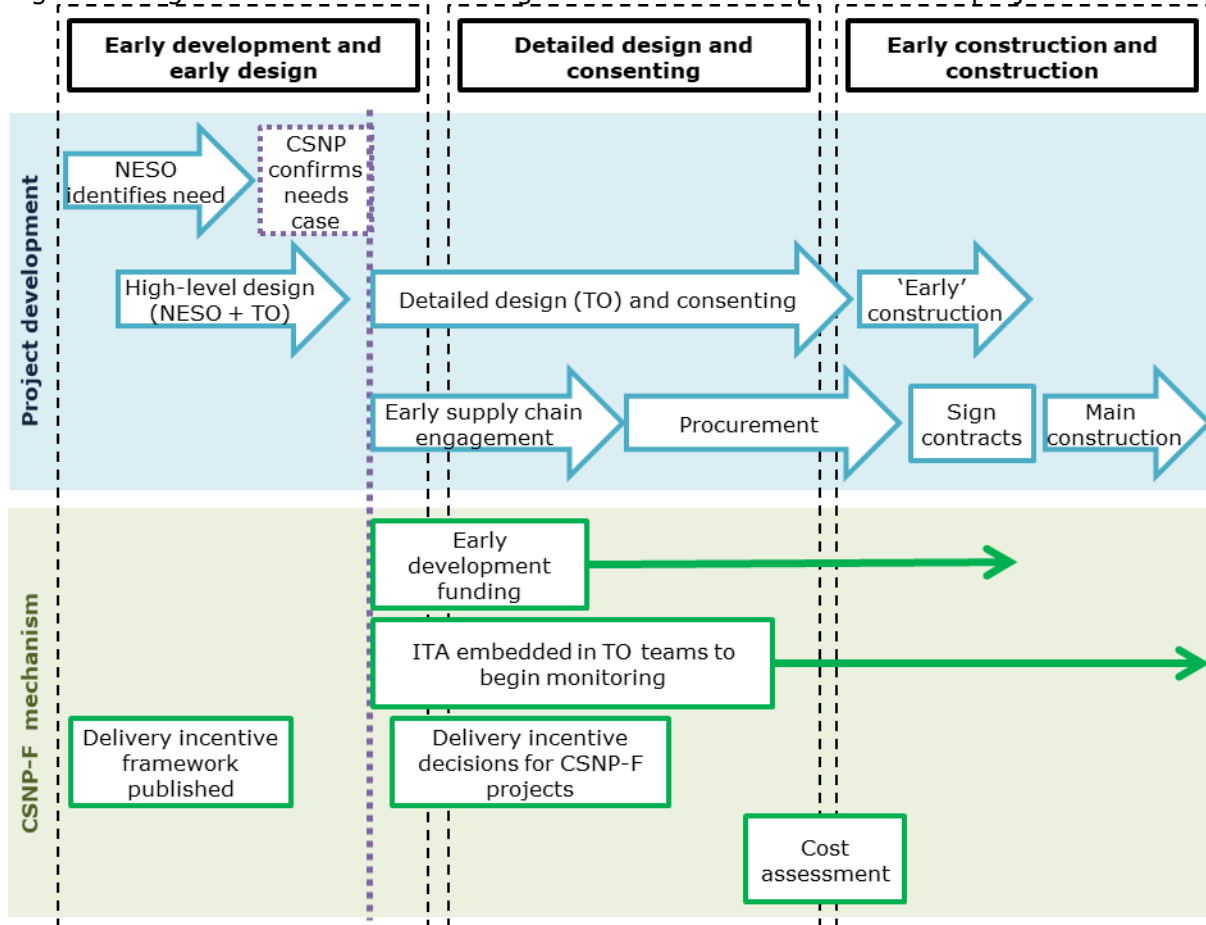 Early development and
early design
Detailed design and
consenting
Early construction and
construction
Project development
NESO
identifies need
CSNP
confirms
needs
case
High-level design
(NESO + TO)
Detailed design (TO) and consenting
‘Early’
construction
Early supply chain
engagement
Procurement
Sign
contracts
Main
construction
CSNP-F mechanism
Early
development
funding
ITA embedded in TO teams to
begin monitoring
Delivery incentive
framework
published
Delivery incentive
decisions for CSNP-F
projects
Cost
assessment